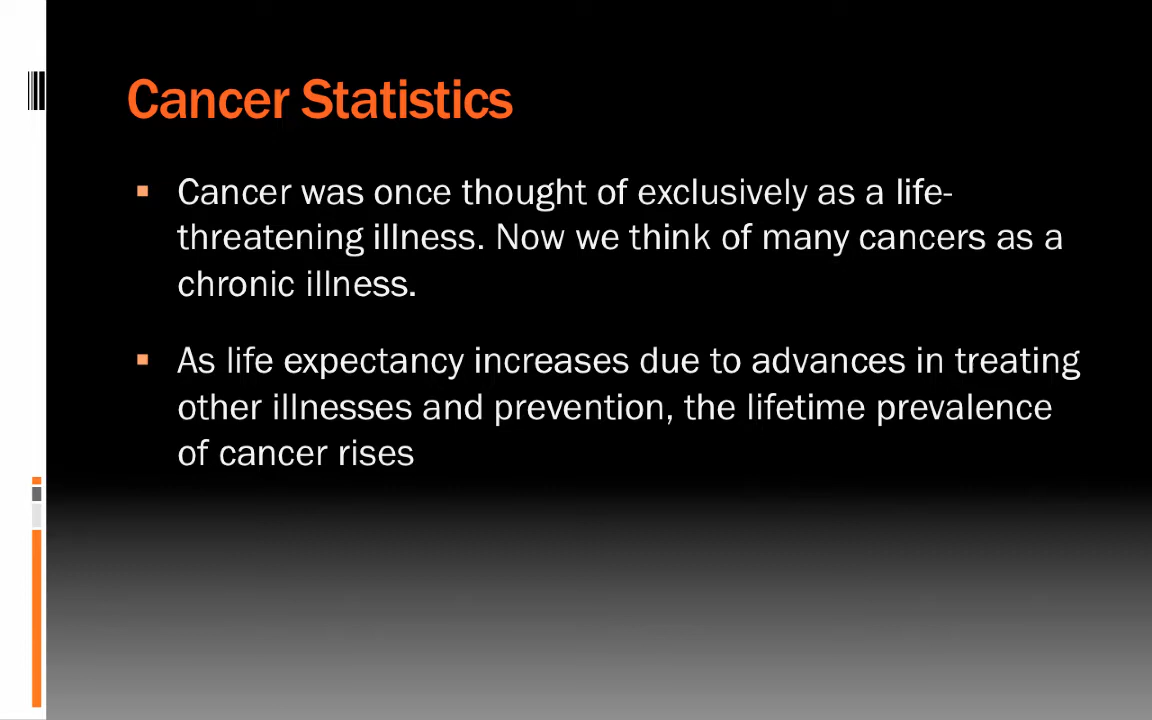 Cancer Statistics
Cancer was once thought of exclusively as a life-
threatening illness. Now we think of many cancers as a
chronic illness.
As life expectancy increases due to advances in treating
other illnesses and prevention, the lifetime prevalence
of cancer rises